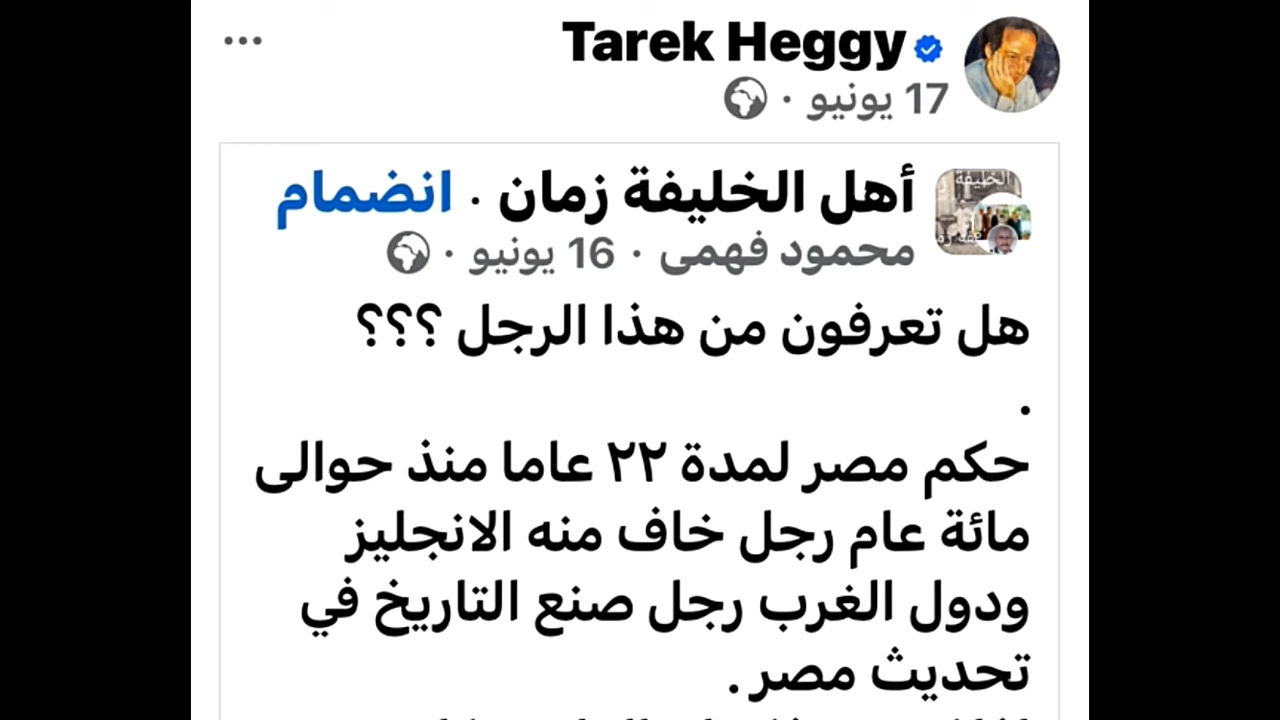 Tarek Heggy
17 يونيو ·
أهل الخليفة زمان · انضمام
محمود فهمى · 16 يونيو ·
هل تعرفون من هذا الرجل ؟؟؟
.
حكم مصر لمدة ٢٢ عاما منذ حوالى
مائة عام رجل خاف منه الانجليز
ودول الغرب رجل صنع التاريخ في
تحديث مصر .